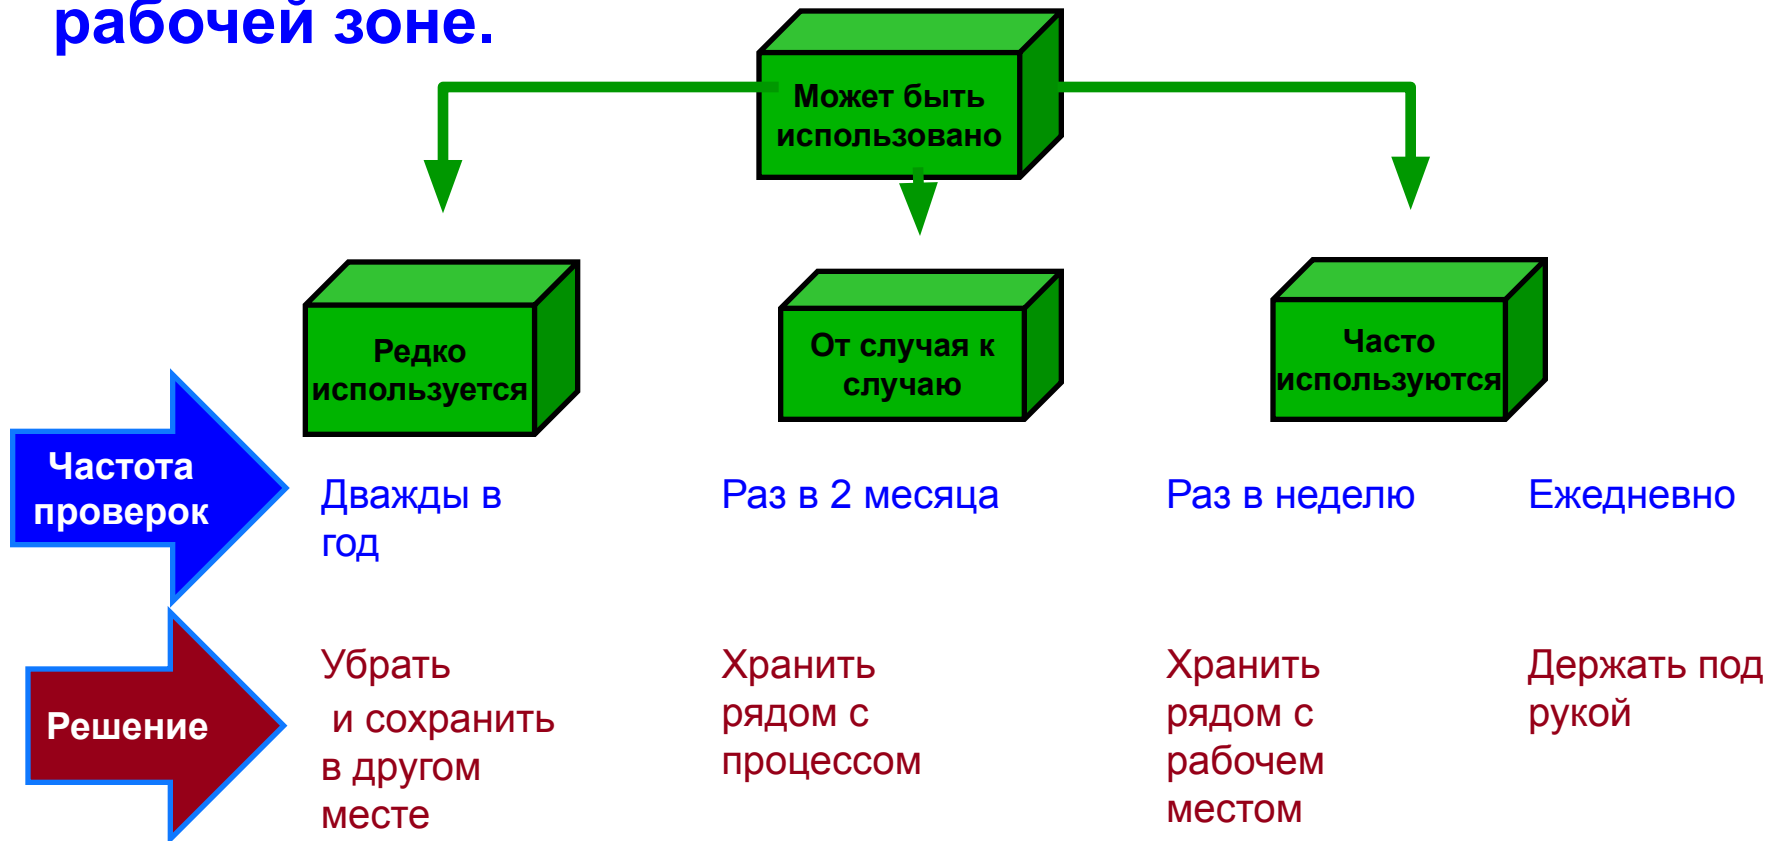 рабочей зоне.
Может быть
использовано
Редко
используется
От случая к
случаю
Часто
используются
Частота
проверок
Дважды в
год
Раз в 2 месяца
Раз в неделю
Ежедневно
Решение
Убрать
и сохранить
в другом
месте
Хранить
рядом с
процессом
Хранить
рядом с
рабочем
местом
Держать под
рукой